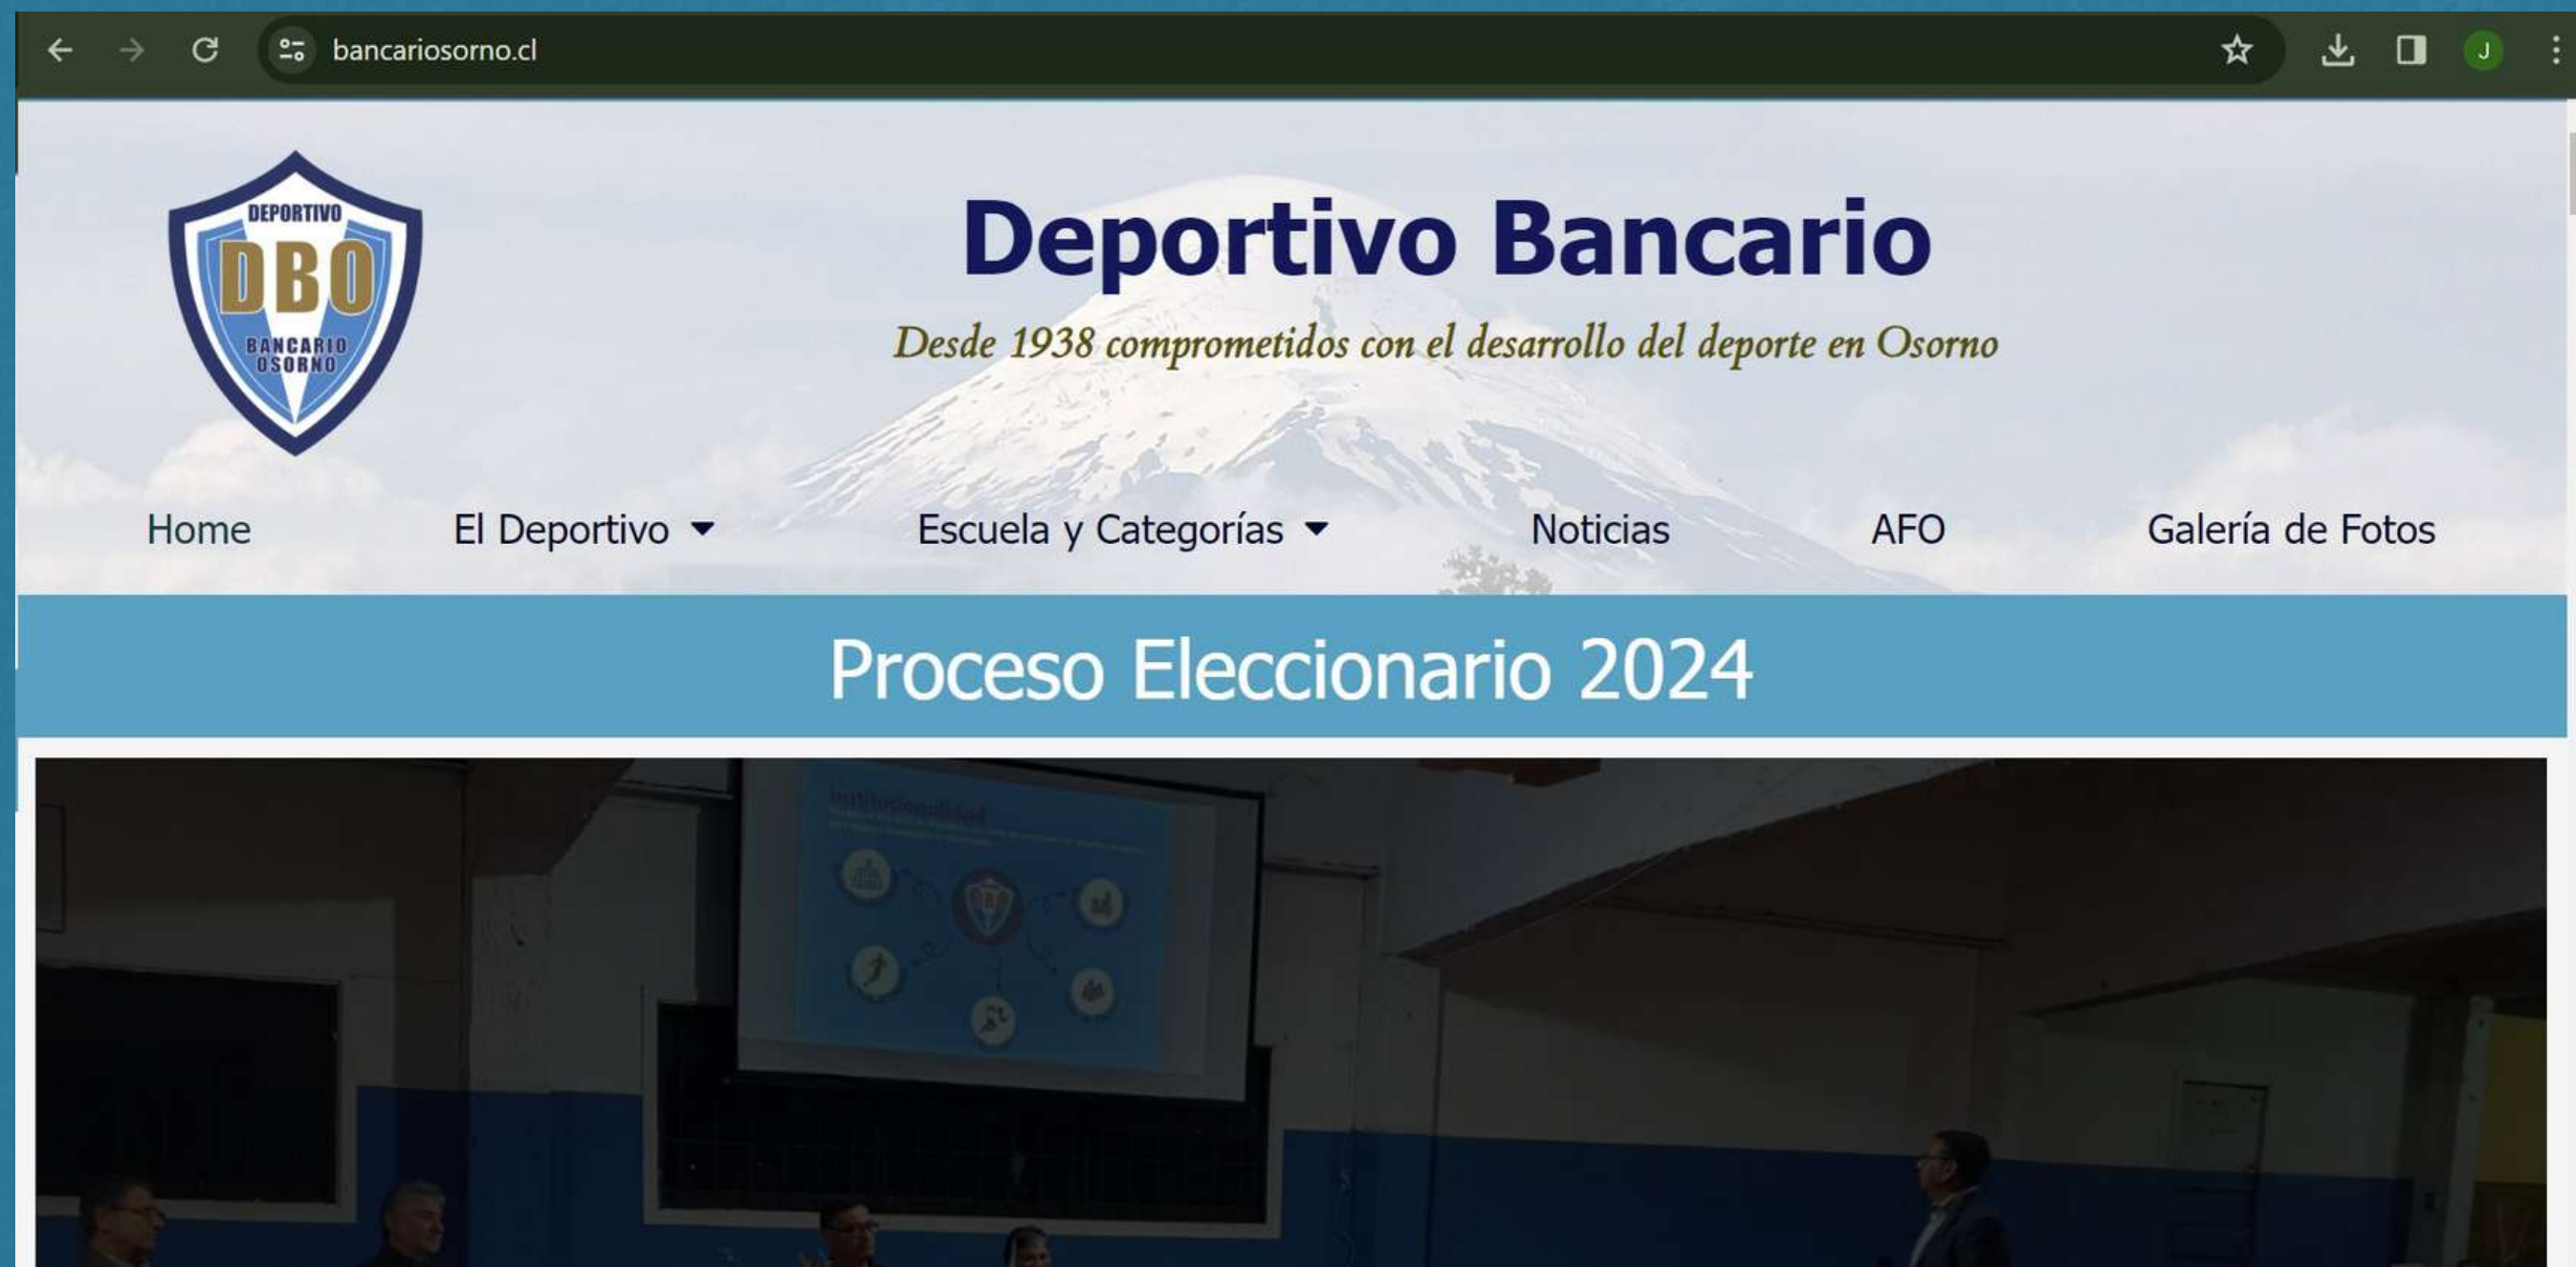 bancariosorno.cl
J
DEPORTIVO
DBO
BANCARIO
OSORNO
Deportivo Bancario
Desde 1938 comprometidos con el desarrollo del deporte en Osorno
Home El Deportivo Escuela y Categorías Noticias AFO Galería de Fotos
Proceso Eleccionario 2024
Institucionalidad